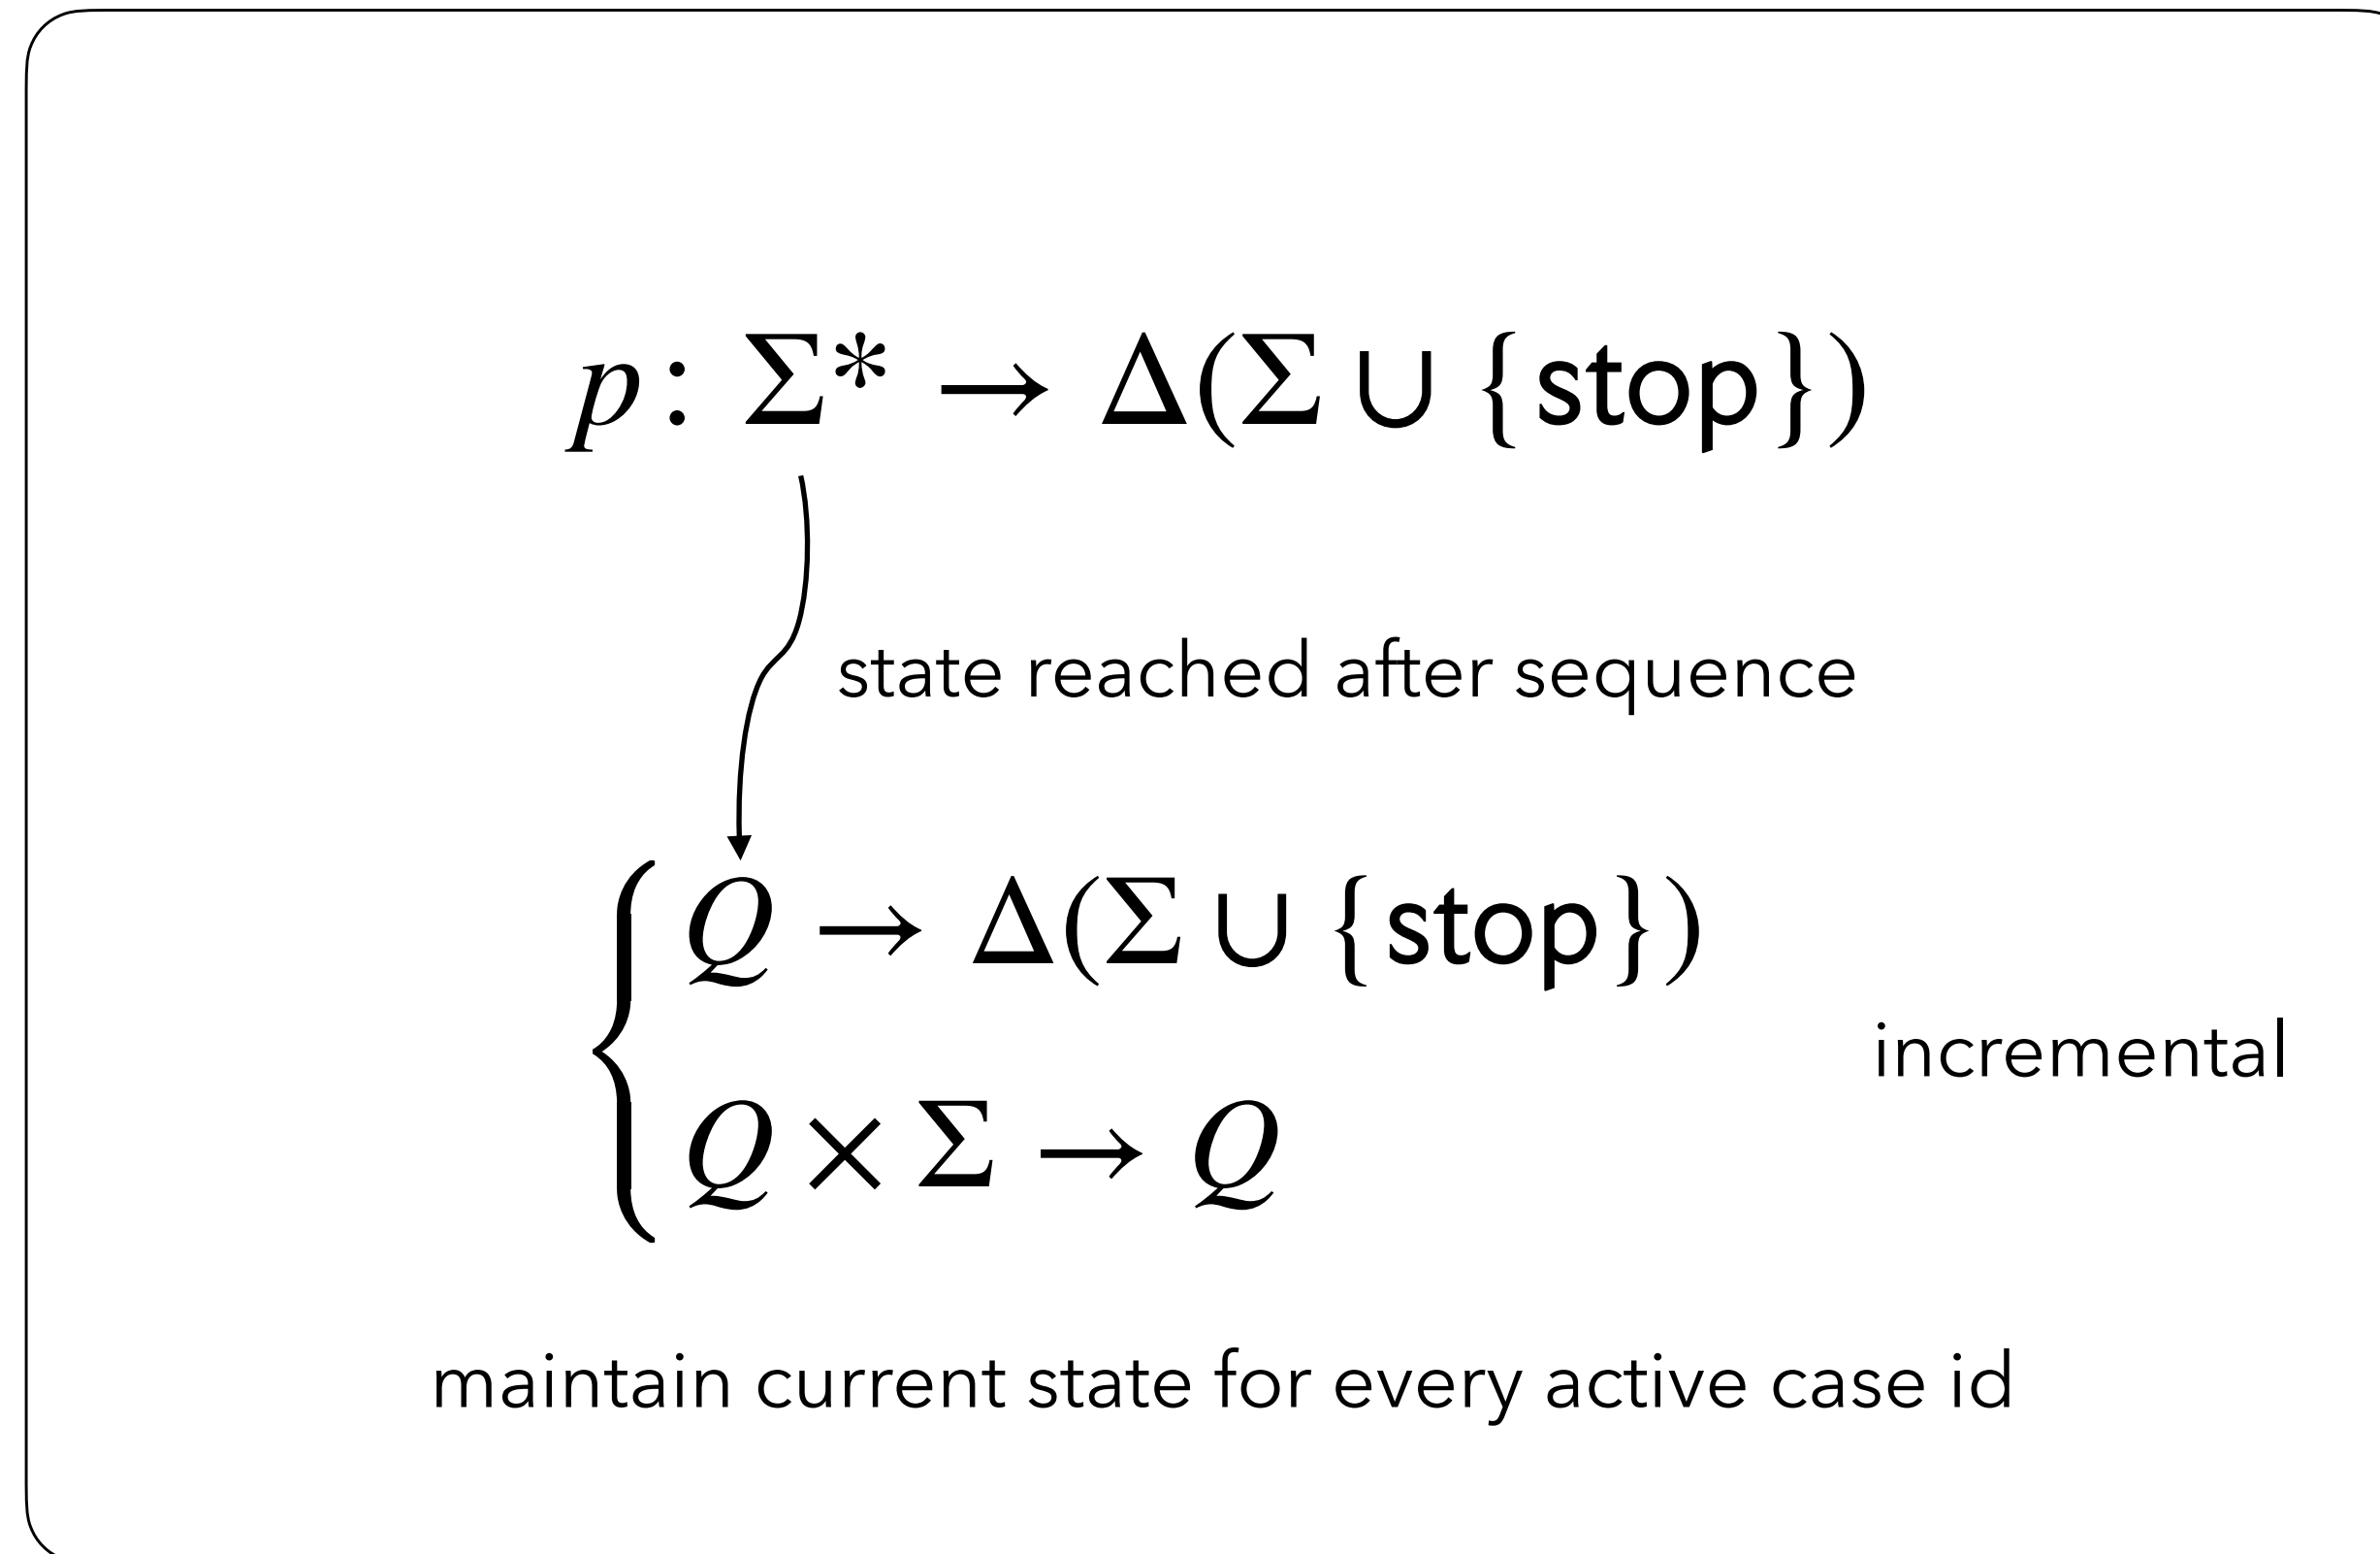 p: Σ* → Δ(Σ ∪ {stop})
state reached after sequence
Q → Δ(Σ ∪ {stop})
incremental
Q × Σ → Q
maintain current state for every active case id